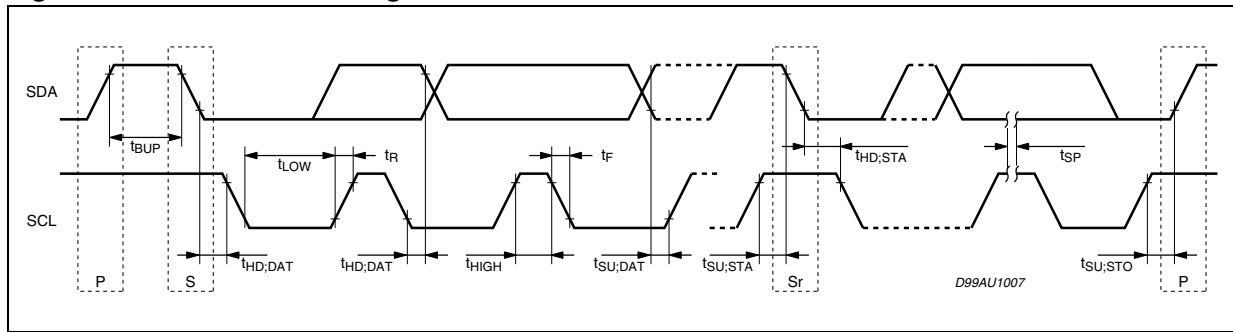 SDA
tBUP
tLOW
tR
tF
tHD;STA
tSP
SCL
tHD;DAT
tHD;DAT
tHIGH
tSU;DAT
tSU;STA
tSU;STO
P
S
Sr
D99AU1007
P